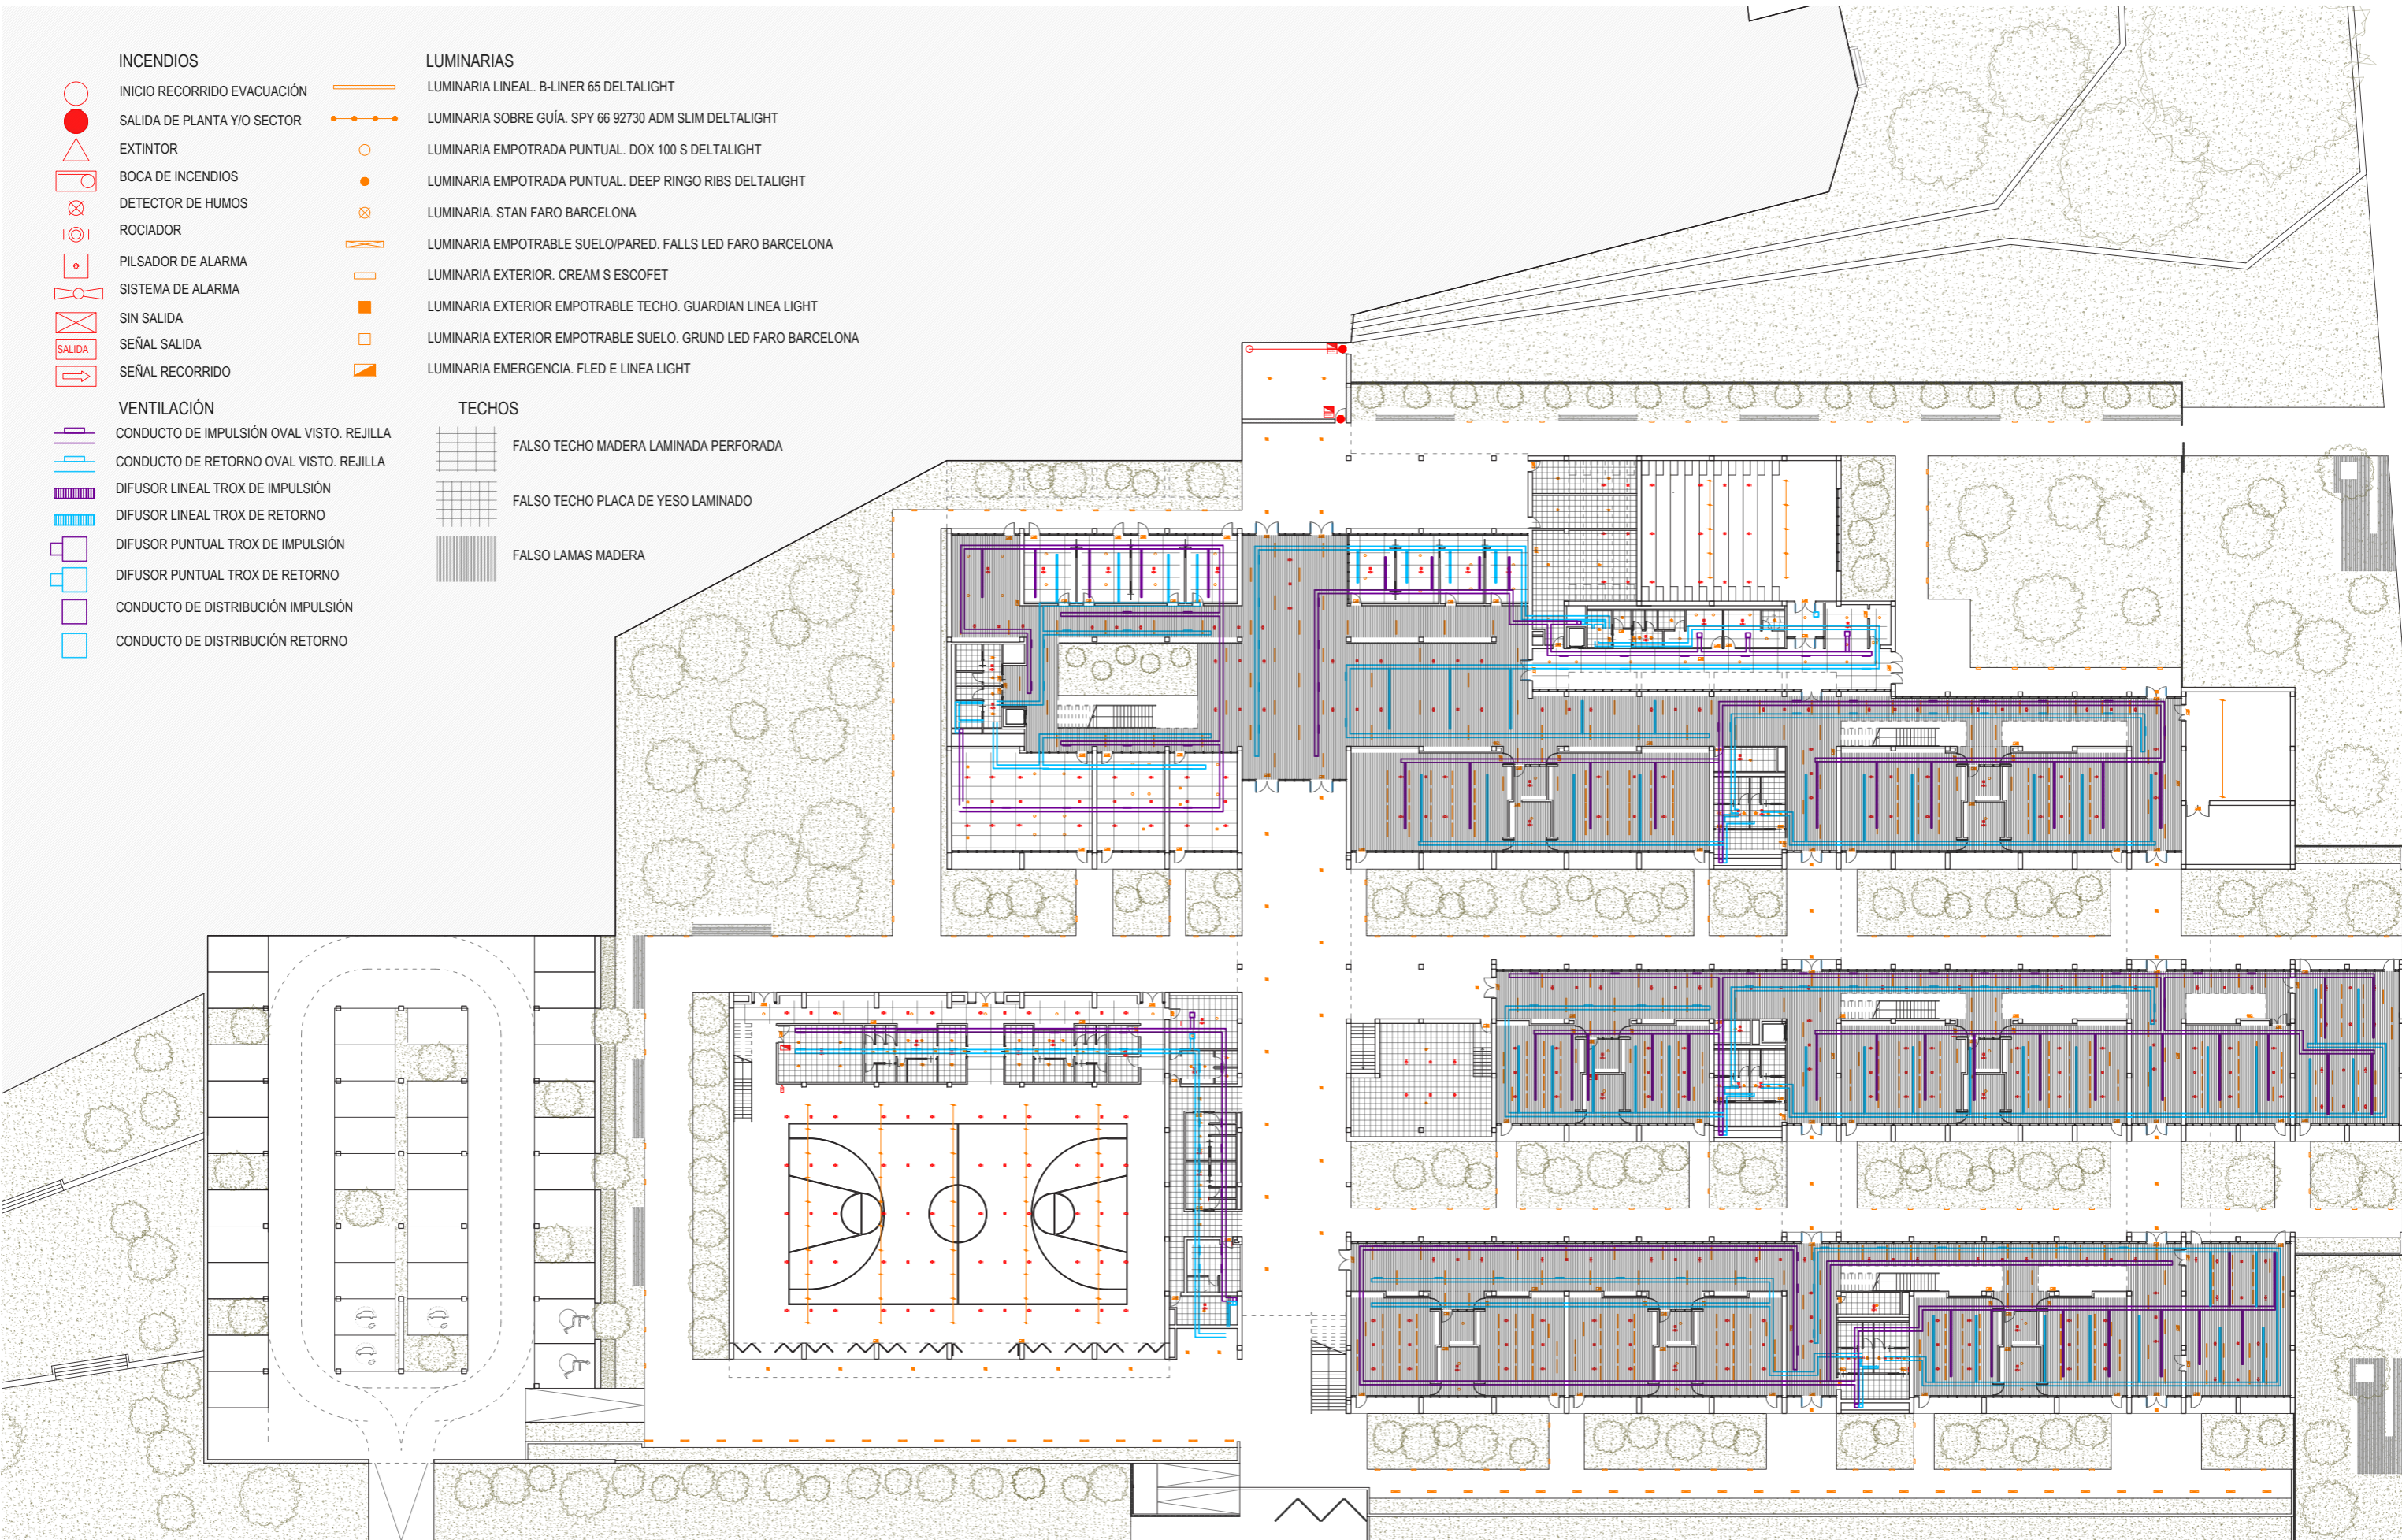 INCENDIOS
INICIO RECORRIDO EVACUACIÓN
SALIDA DE PLANTA Y/O SECTOR
EXTINTOR
BOCA DE INCENDIOS
DETECTOR DE HUMOS
ROCIADOR
PILSADOR DE ALARMA
SISTEMA DE ALARMA
SIN SALIDA
SALIDA SEÑAL SALIDA
SEÑAL RECORRIDO
LUMINARIAS
LUMINARIA LINEAL. B-LINER 65 DELTALIGHT
LUMINARIA SOBRE GUÍA. SPY 66 92730 ADM SLIM DELTALIGHT
LUMINARIA EMPOTRADA PUNTUAL. DOX 100 S DELTALIGHT
LUMINARIA EMPOTRADA PUNTUAL. DEEP RINGO RIBS DELTALIGHT
LUMINARIA. STAN FARO BARCELONA
LUMINARIA EMPOTRABLE SUELO/PARED. FALLS LED FARO BARCELONA
LUMINARIA EXTERIOR. CREAM S ESCOFET
LUMINARIA EXTERIOR EMPOTRABLE TECHO. GUARDIAN LINEA LIGHT
LUMINARIA EXTERIOR EMPOTRABLE SUELO. GRUND LED FARO BARCELONA
LUMINARIA EMERGENCIA. FLED E LINEA LIGHT
VENTILACIÓN
CONDUCTO DE IMPULSIÓN OVAL VISTO. REJILLA
CONDUCTO DE RETORNO OVAL VISTO. REJILLA
DIFUSOR LINEAL TROX DE IMPULSIÓN
DIFUSOR LINEAL TROX DE RETORNO
DIFUSOR PUNTUAL TROX DE IMPULSIÓN
DIFUSOR PUNTUAL TROX DE RETORNO
CONDUCTO DE DISTRIBUCIÓN IMPULSIÓN
CONDUCTO DE DISTRIBUCIÓN RETORNO
TECHOS
FALSO TECHO MADERA LAMINADA PERFORADA
FALSO TECHO PLACA DE YESO LAMINADO
FALSO LAMAS MADERA